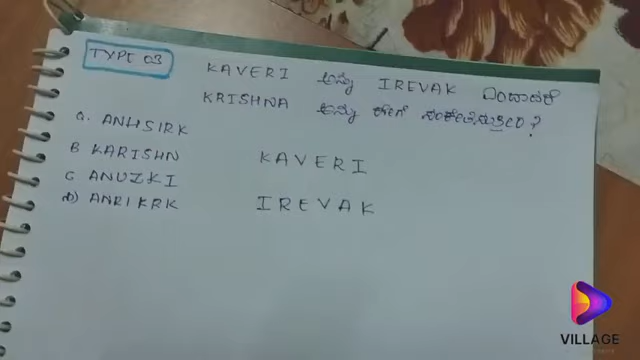 TYPE 03
KAVERI ಅನ್ನು IREVAK ಎಂದಾದರೆ
KRISHNA ಅನ್ನು ಹೇಗೆ ಸಂಕೇತಿಸುತ್ತೀರಿ?
a. ANHSIRK
B KARISHN
C ANUZKI
D) ANRIKRK
KAVERI
IREVAK
VILLAGE